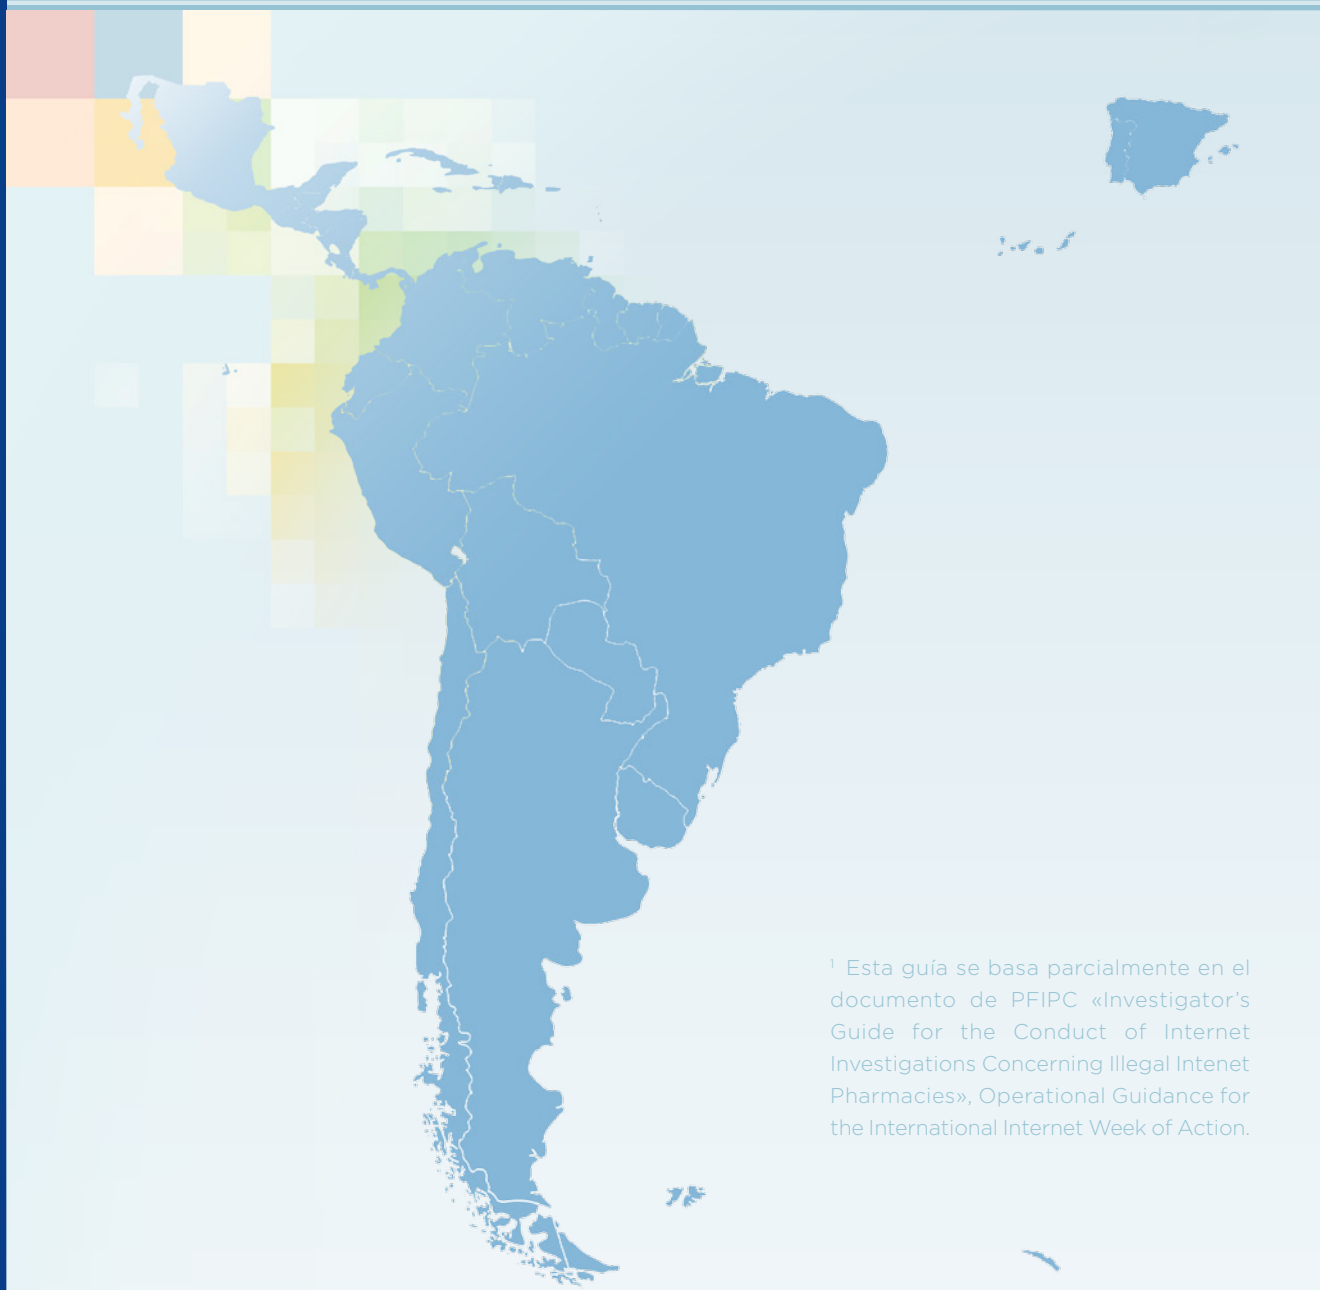 ¹ Esta guía se basa parcialmente en el
documento de PFIPC «Investigator’s
Guide for the Conduct of Internet
Investigations Concerning Illegal Intenet
Pharmacies», Operational Guidance for
the International Internet Week of Action.